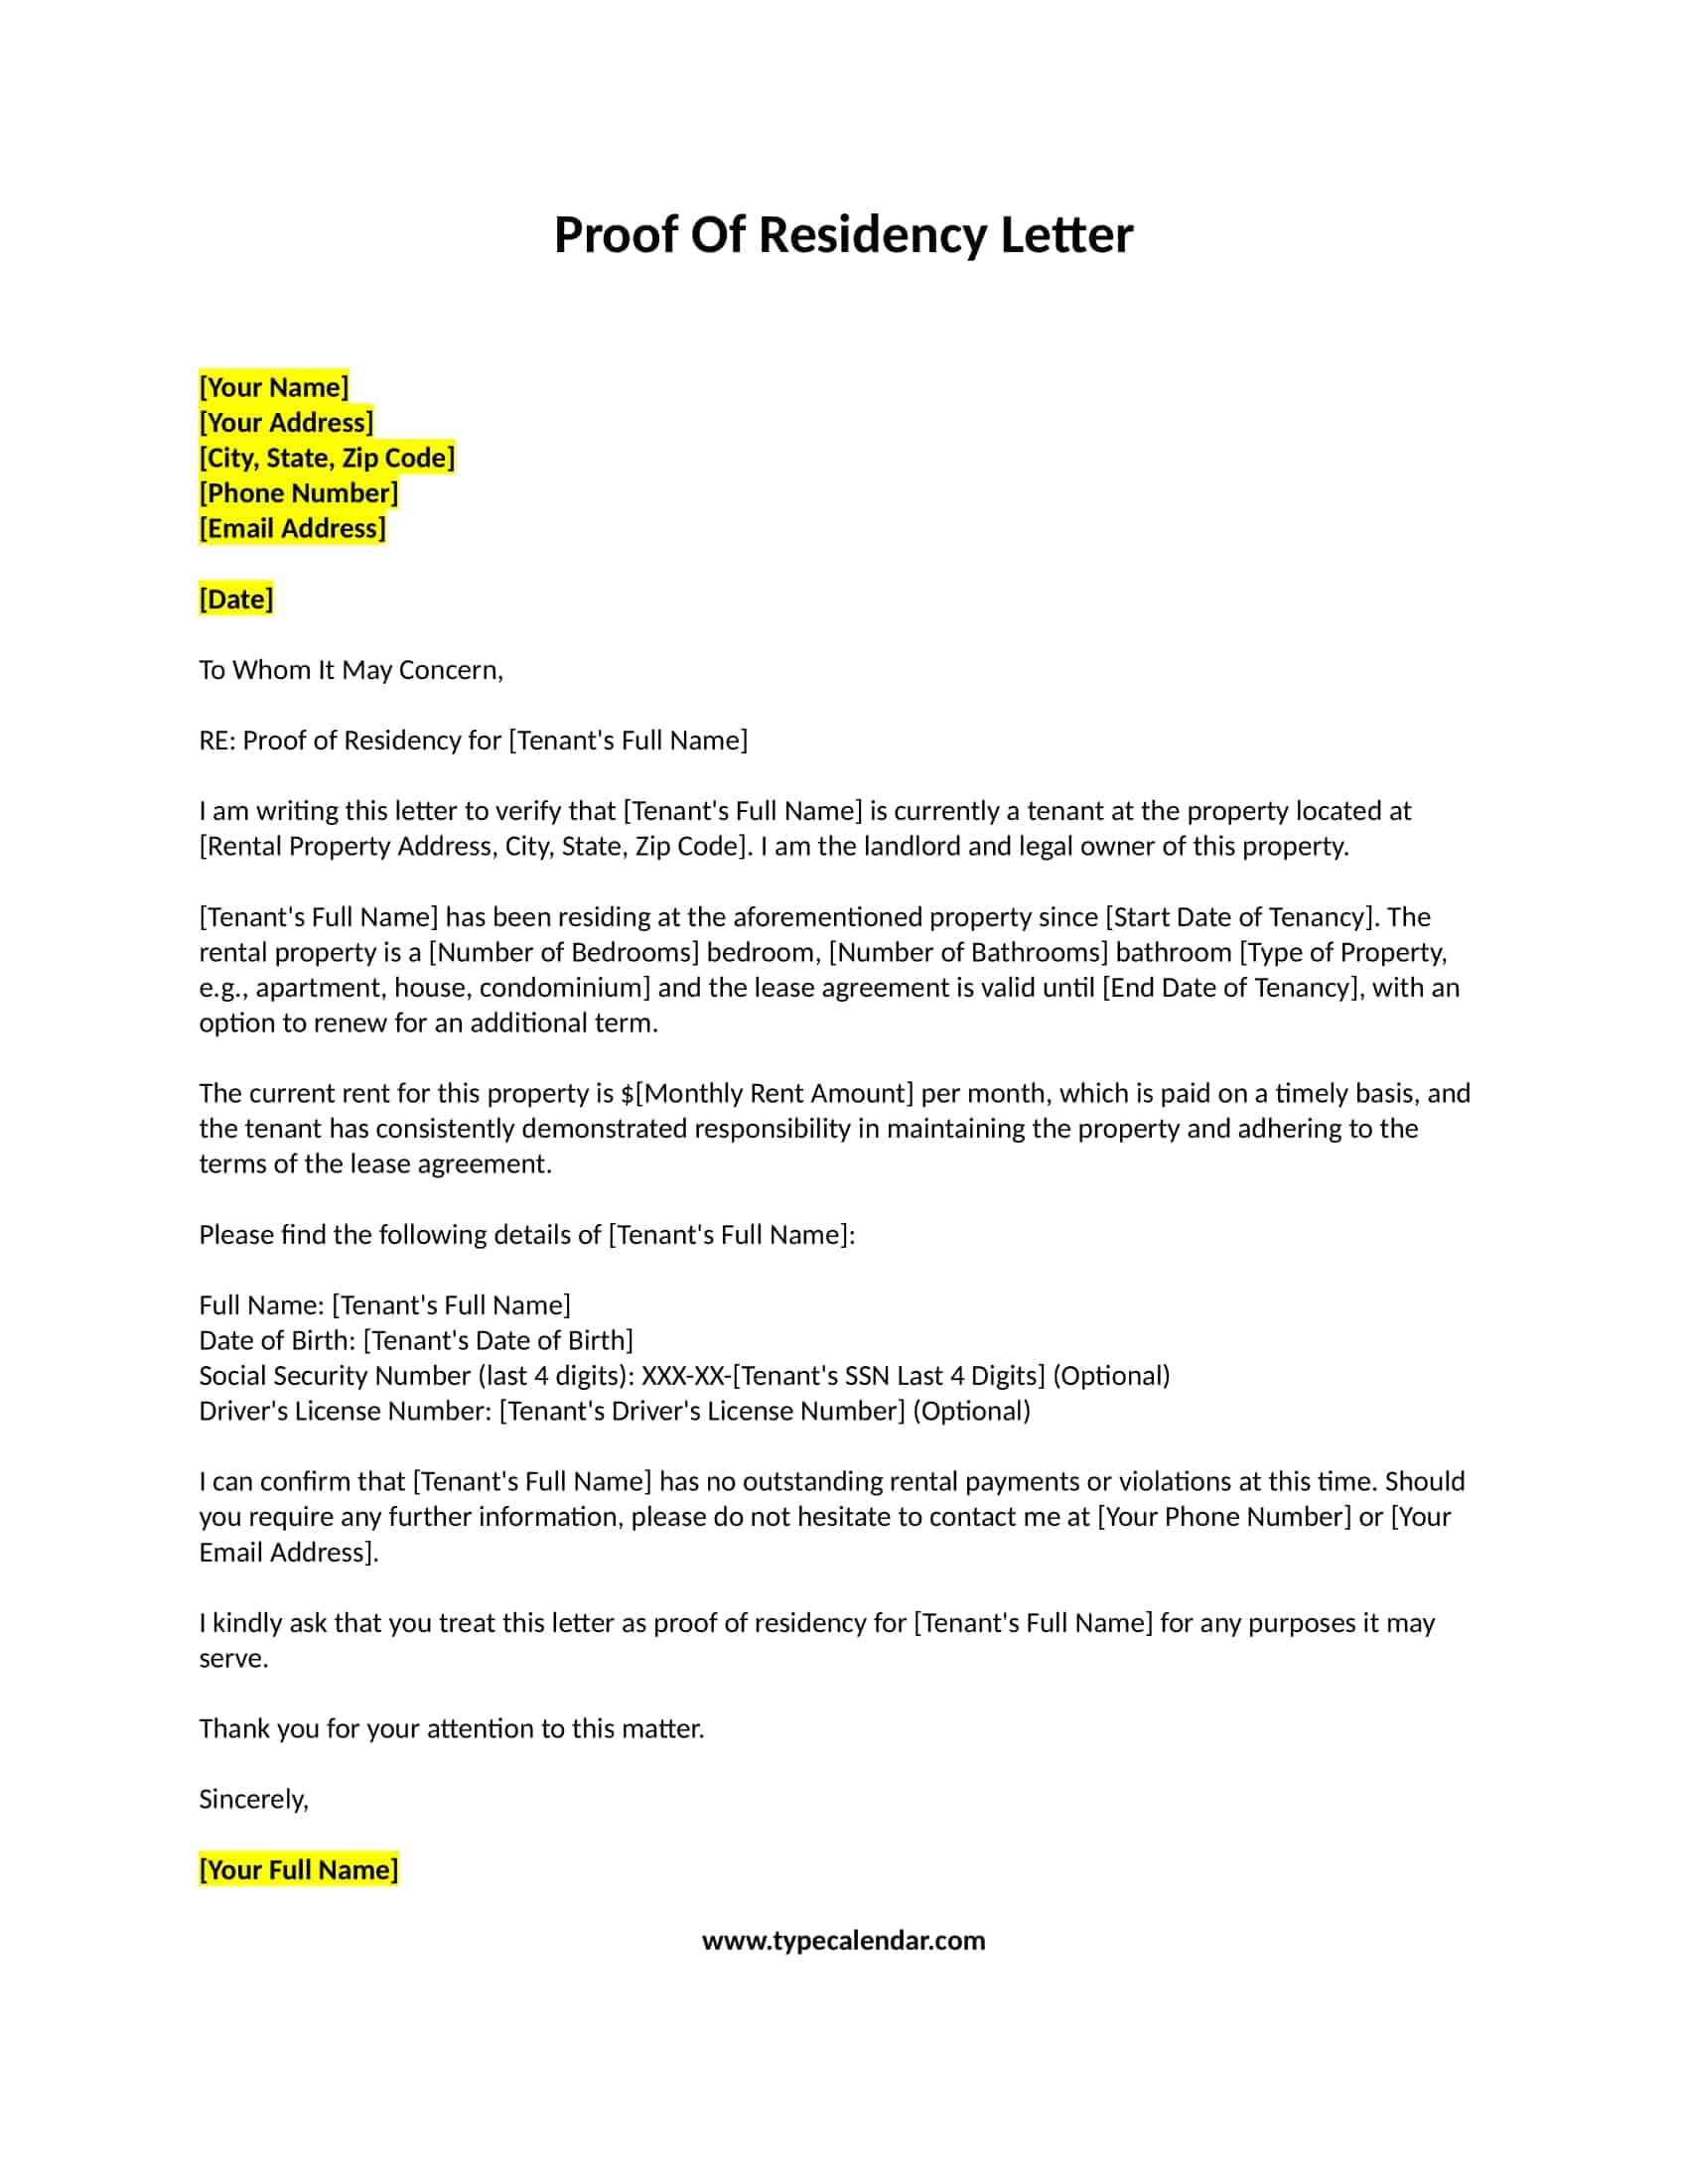 Proof Of Residency Letter
[Your Name]
[Your Address]
[City, State, Zip Code]
[Phone Number]
[Email Address]
[Date]
To Whom It May Concern,
RE: Proof of Residency for [Tenant's Full Name]
I am writing this letter to verify that [Tenant's Full Name] is currently a tenant at the property located at
[Rental Property Address, City, State, Zip Code]. I am the landlord and legal owner of this property.
[Tenant's Full Name] has been residing at the aforementioned property since [Start Date of Tenancy]. The
rental property is a [Number of Bedrooms] bedroom, [Number of Bathrooms] bathroom [Type of Property,
e.g., apartment, house, condominium] and the lease agreement is valid until [End Date of Tenancy], with an
option to renew for an additional term.
The current rent for this property is $[Monthly Rent Amount] per month, which is paid on a timely basis, and
the tenant has consistently demonstrated responsibility in maintaining the property and adhering to the
terms of the lease agreement.
Please find the following details of [Tenant's Full Name]:
Full Name: [Tenant's Full Name]
Date of Birth: [Tenant's Date of Birth]
Social Security Number (last 4 digits): XXX-XX-[Tenant's SSN Last 4 Digits] (Optional)
Driver's License Number: [Tenant's Driver's License Number] (Optional)
I can confirm that [Tenant's Full Name] has no outstanding rental payments or violations at this time. Should
you require any further information, please do not hesitate to contact me at [Your Phone Number] or [Your
Email Address].
I kindly ask that you treat this letter as proof of residency for [Tenant's Full Name] for any purposes it may
serve.
Thank you for your attention to this matter.
Sincerely,
[Your Full Name]
www.typecalendar.com